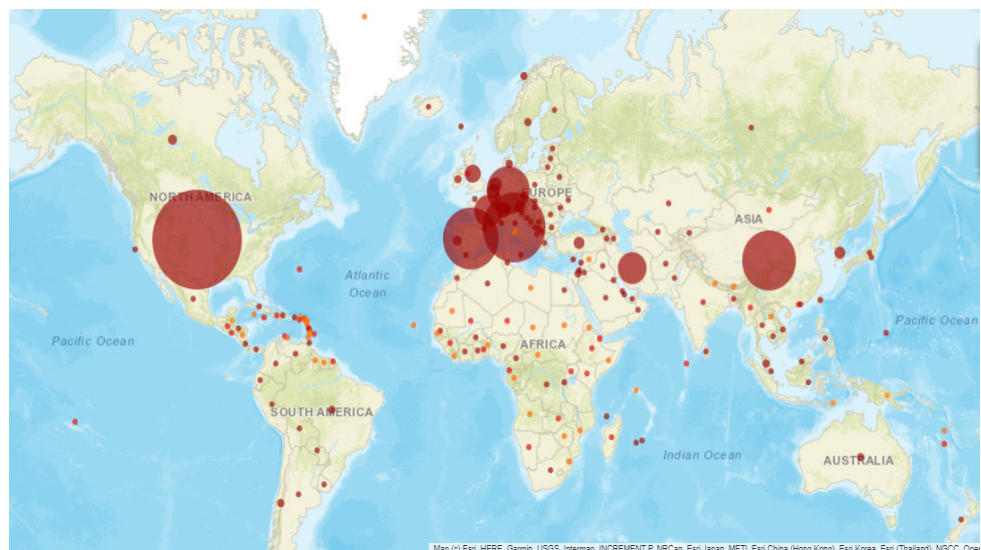 NORTH AMERICA
EUROPE
ASIA
Atlantic
Ocean
Pacific Ocean
Pacific Ocean
AFRICA
SOUTH AMERICA
Indian Ocean
AUSTRALIA
Map (c) Esri, HERE, Garmin, USGS, Intermap, INCREMENT P, NRCan, Esri Japan, METI, Esri China (Hong Kong), Esri Korea, Esri (Thailand), NGCC,